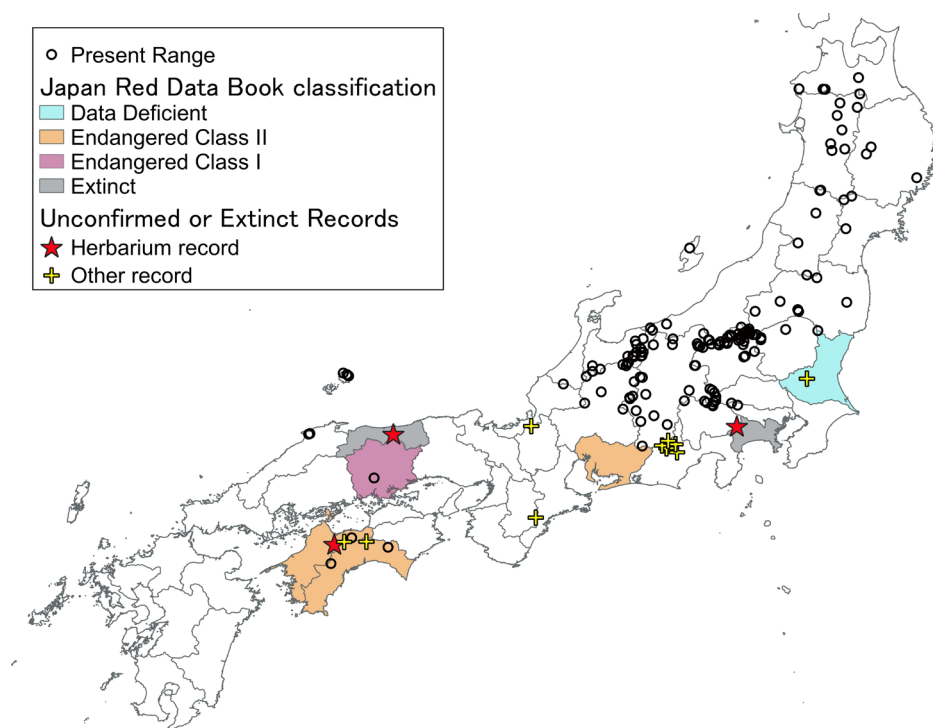 Present Range
Japan Red Data Book classification
Data Deficient
Endangered Class II
Endangered Class I
Extinct
Unconfirmed or Extinct Records
Herbarium record
Other record